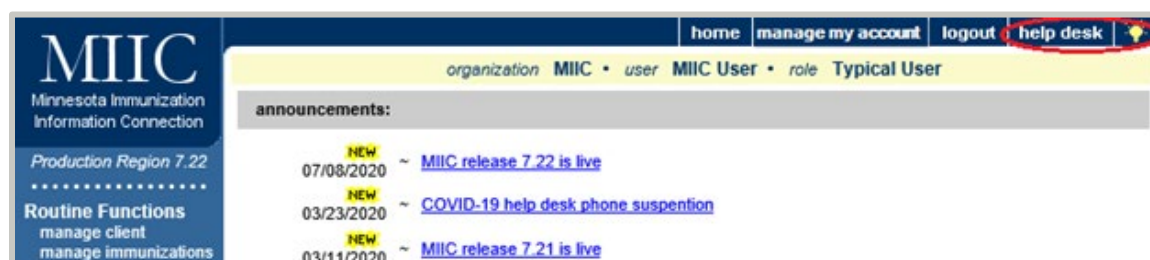 home manage my account logout help desk
MIIC
Minnesota Immunization
Information Connection
organization MIIC • user MIIC User • role Typical User
announcements:
Production Region 7.22
NEW
07/08/2020 ~ MIIC release 7.22 is live
NEW
03/23/2020 ~ COVID-19 help desk phone suspention
NEW
03/11/2020 ~ MIIC release 7.21 is live
Routine Functions
manage client
manage immunizations